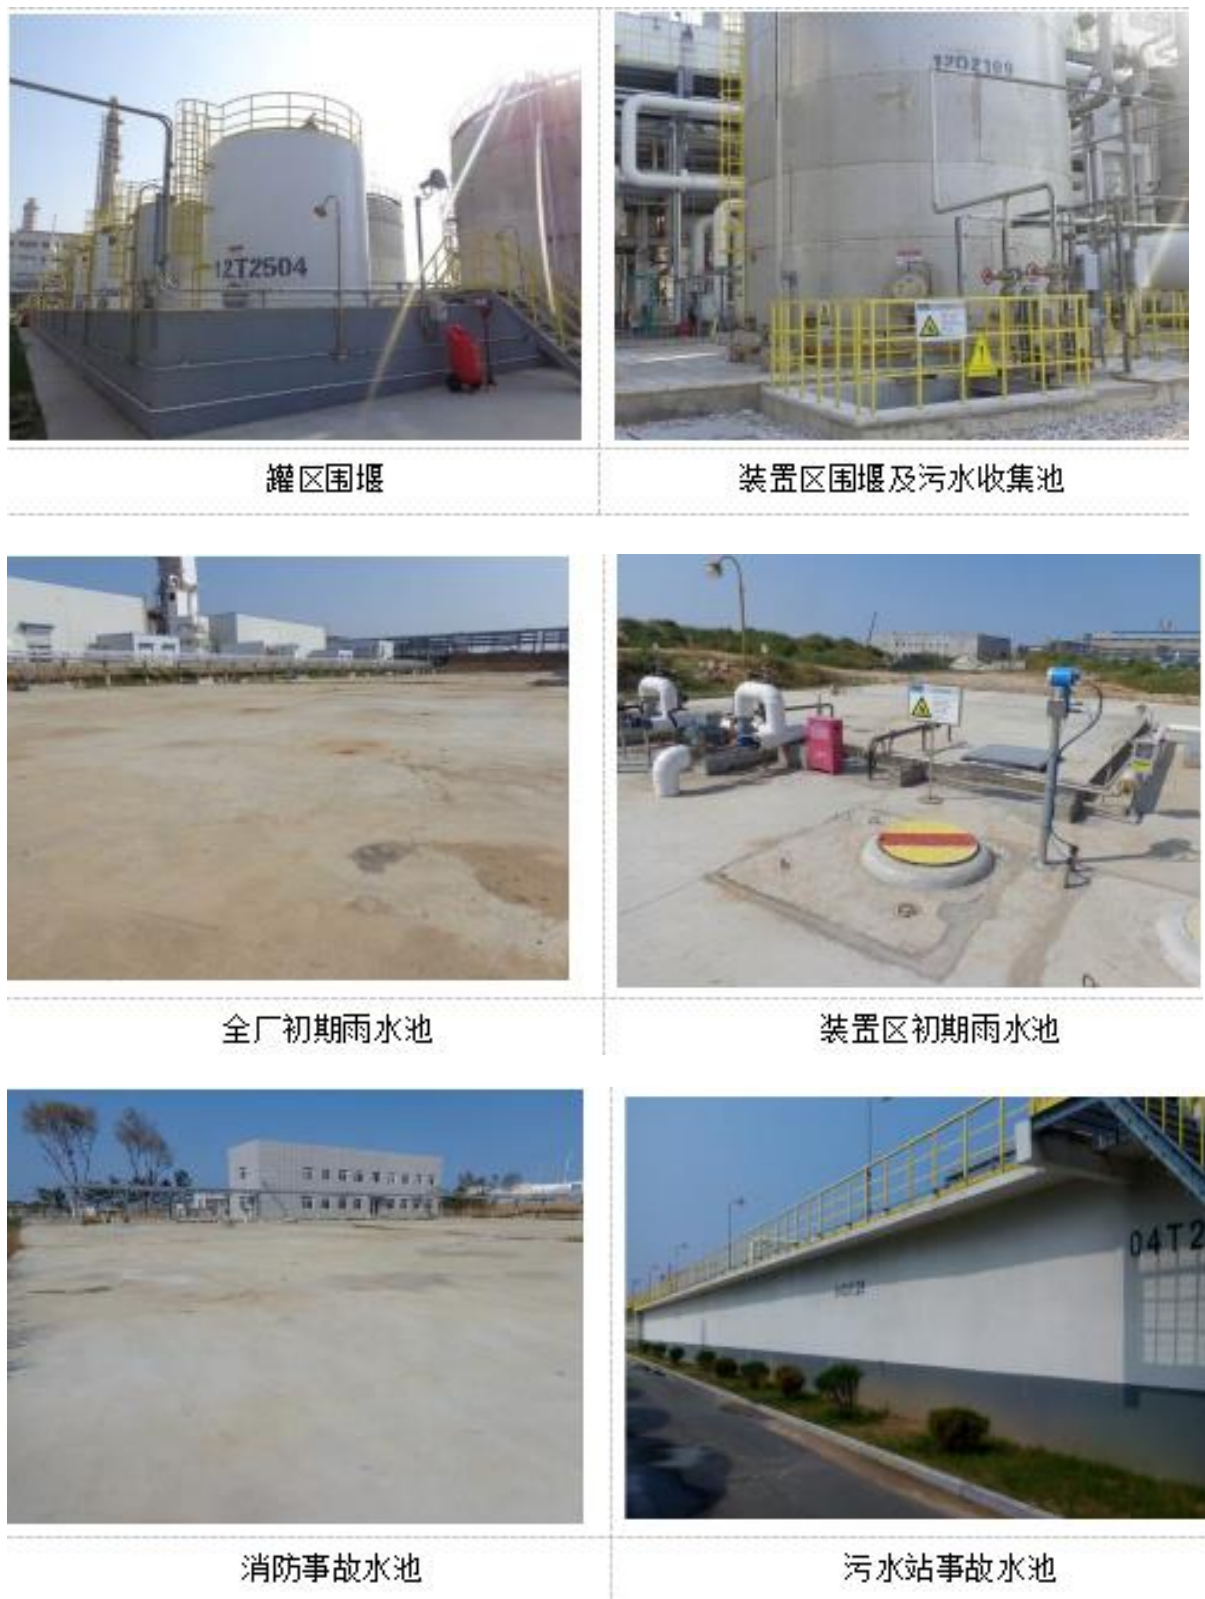 12T2504
12D2199
罐区围堰
装置区围堰及污水收集池
全厂初期雨水池
装置区初期雨水池
04T2
消防事故水池
污水站事故水池